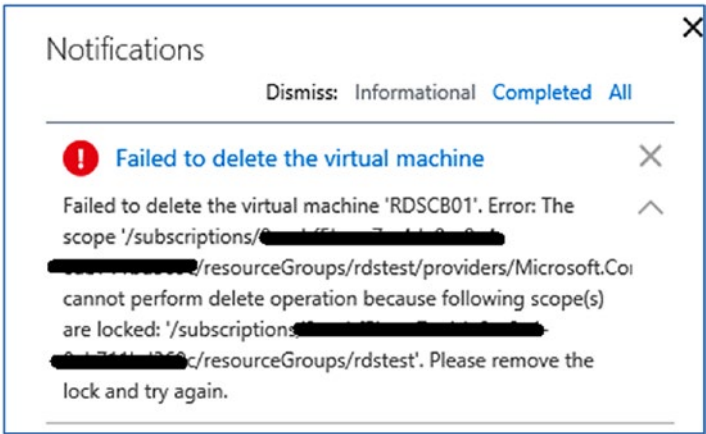 Notifications
Dismiss: Informational Completed All
Failed to delete the virtual machine
Failed to delete the virtual machine 'RDSCB01'. Error: The
scope '/subscriptions/
/resourceGroups/rdstest/providers/Microsoft.Co
cannot perform delete operation because following scope(s)
are locked: '/subscriptions/
c/resourceGroups/rdstest'. Please remove the
lock and try again.